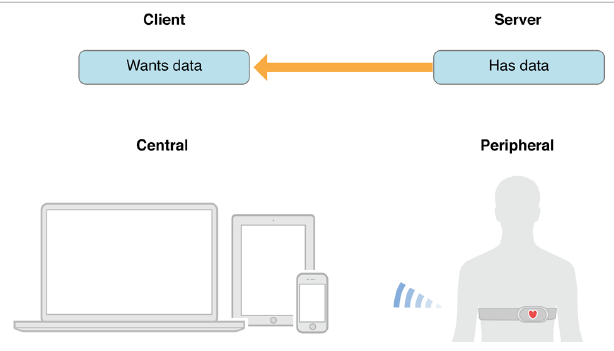 Client
Server
Wants data
Has data
Central
Peripheral